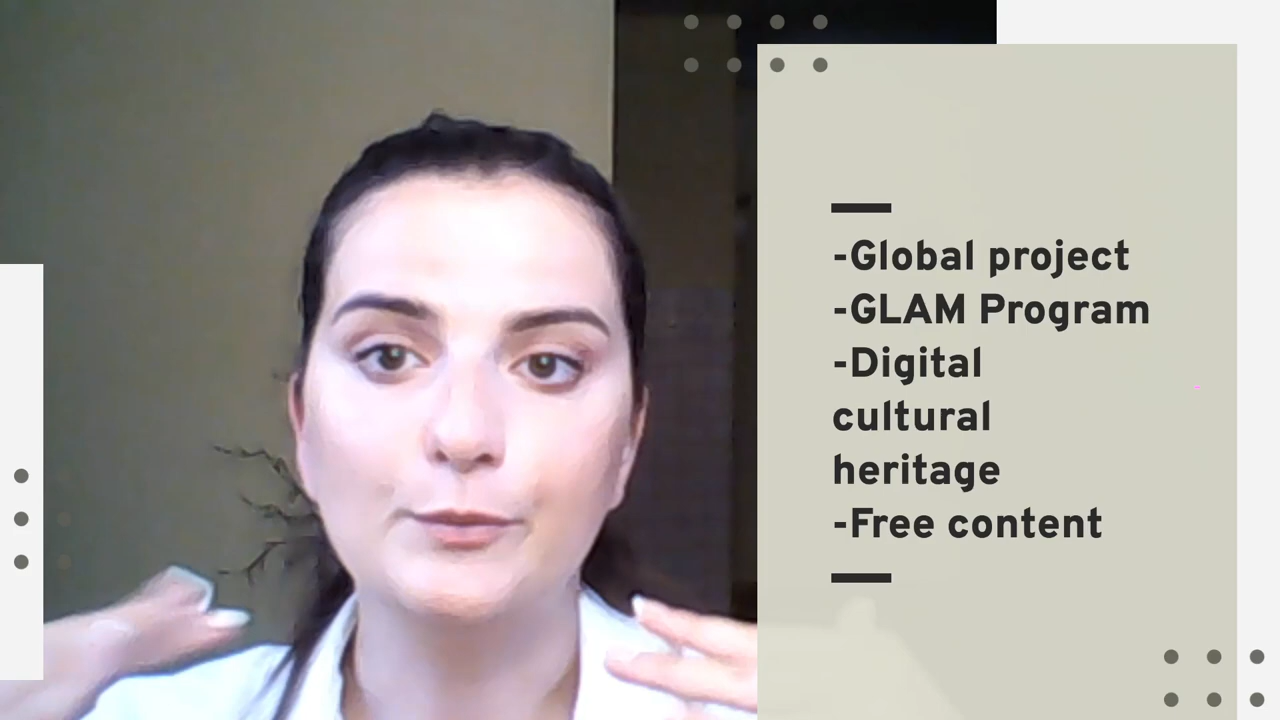 -Global project
-GLAM Program
-Digital
cultural
heritage
-Free content